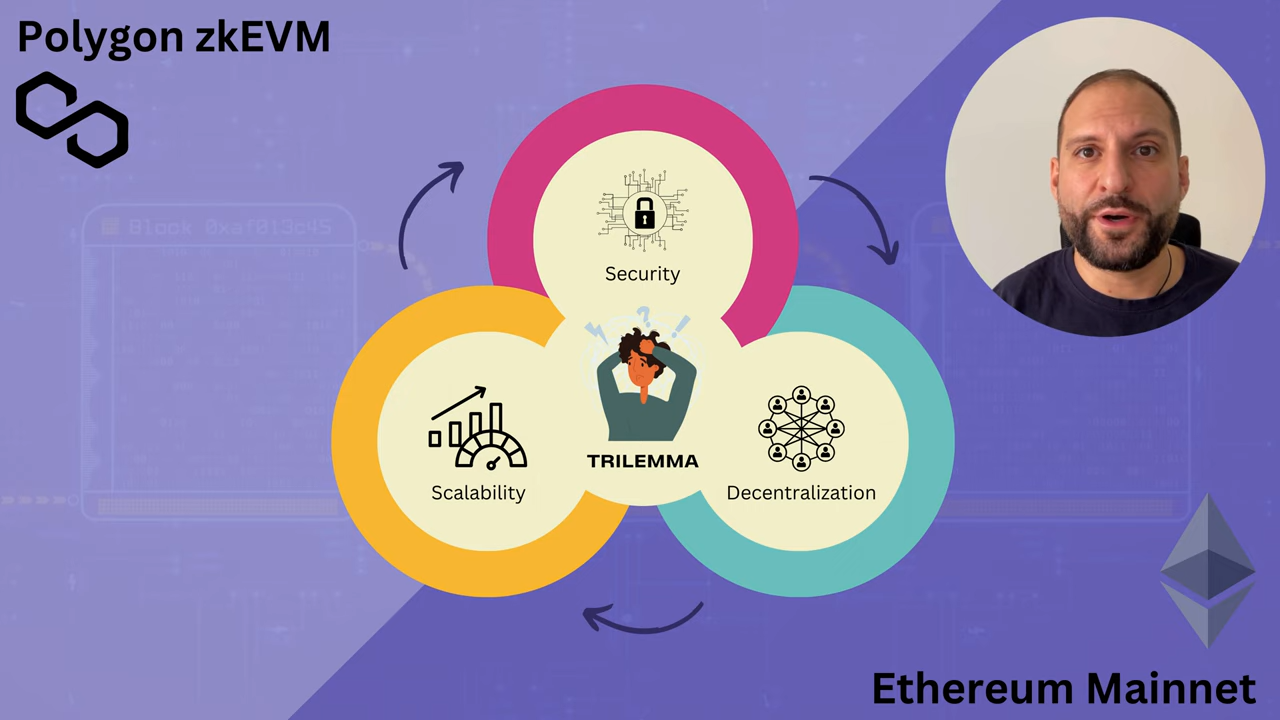 Polygon zkEVM
Security
TRILEMMA
Scalability
Decentralization
Ethereum Mainnet